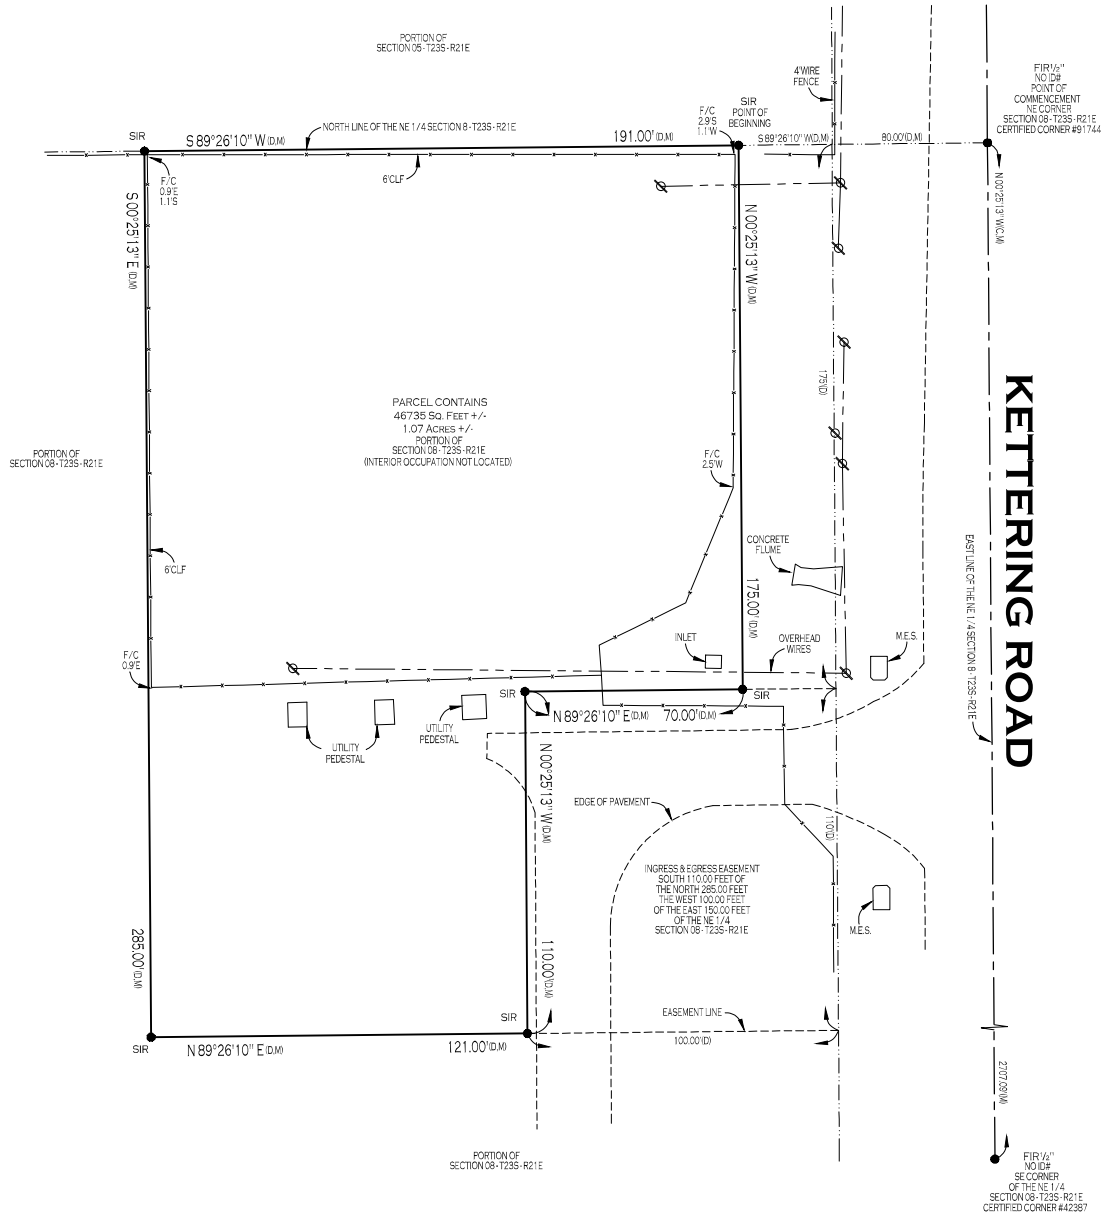 PORTION OF
SECTION 05 - T23S - R21E
4' WIRE
FENCE
FIR 1/2"
NO ID#
POINT OF
COMMENCEMENT
NE CORNER
SECTION 08 - T23S - R21E
CERTIFIED CORNER #91744
SIR
POINT OF
BEGINNING
F/C
2.9'S
1.1'W
SIR
S 89°26'10" W (D,M)
NORTH LINE OF THE NE 1/4 SECTION 8 - T23S - R21E
191.00' (D,M)
S 89°26'10" W(D,M)
80.00'(D,M)
6'CLF
F/C
0.9'E
1.1'S
S 00°25'13" E (D,M)
N 00°25'13" W (D,M)
N 00°25'13" W(C,M)
175'(D)
KETTERING ROAD
PARCEL CONTAINS
46735 SQ. FEET +/-
1.07 ACRES +/-
PORTION OF
SECTION 08 - T23S - R21E
(INTERIOR OCCUPATION NOT LOCATED)
PORTION OF
SECTION 08 - T23S - R21E
F/C
2.5'W
CONCRETE
FLUME
6'CLF
175.00' (D,M)
EAST LINE OF THE NE 1/4 SECTION 8 - T23S - R21E
INLET
OVERHEAD
WIRES
M.E.S.
F/C
0.9'E
SIR
SIR
N 89°26'10" E(D,M)
70.00'(D,M)
UTILITY
PEDESTAL
UTILITY
PEDESTAL
N 00°25'13" W (D,M)
EDGE OF PAVEMENT
110'(D)
INGRESS & EGRESS EASEMENT
SOUTH 110.00 FEET OF
THE NORTH 285.00 FEET
THE WEST 100.00 FEET
OF THE EAST 150.00 FEET
OF THE NE 1/4
SECTION 08 - T23S - R21E
M.E.S.
285.00'(D,M)
110.00'(D,M)
SIR
EASEMENT LINE
100.00'(D)
SIR
N 89°26'10" E(D,M)
121.00'(D,M)
2707.09'(M)
PORTION OF
SECTION 08 - T23S - R21E
FIR 1/2"
NO ID#
SE CORNER
OF THE NE 1/4
SECTION 08 - T23S - R21E
CERTIFIED CORNER #42387